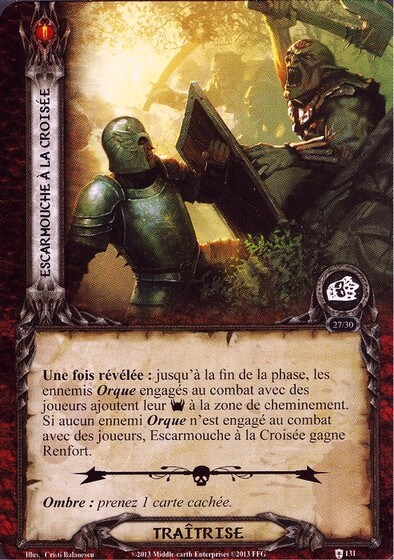 ESCARMOUCHE À LA CROISÉE
27/30
Une fois révélée : jusqu'à la fin de la phase, les
ennemis Orque engagés au combat avec des
joueurs ajoutent leur à la zone de cheminement.
Si aucun ennemi Orque n'est engagé au combat
avec des joueurs, Escarmouche à la Croisée gagne
Renfort.
Ombre : prenez 1 carte cachée.
TRAÎTRISE
Illus. Cristi Balanescu ©2013 Middle-earth Enterprises ©2013 FFG 131